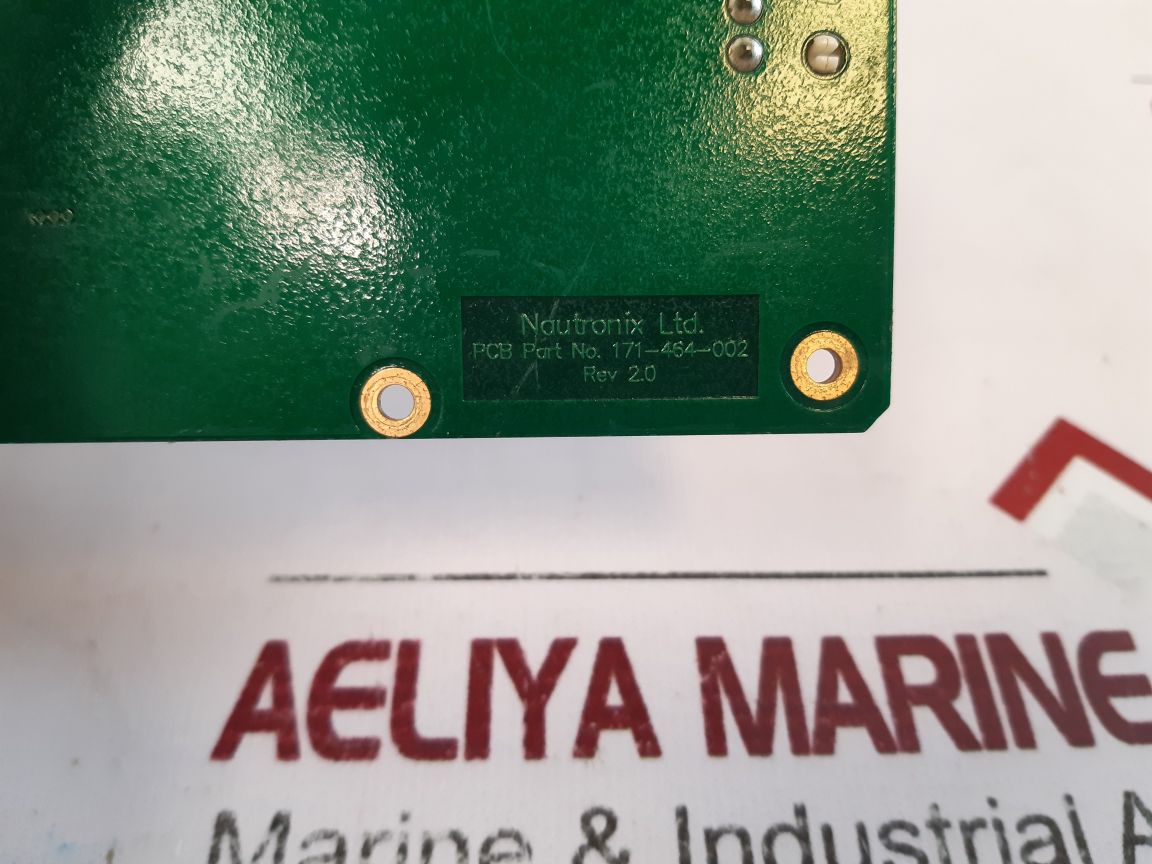 Nautronix Ltd.
PCB Part No. 171-464-002
Rev 2.0
AELIYA MARINE
Marine & Industrial A